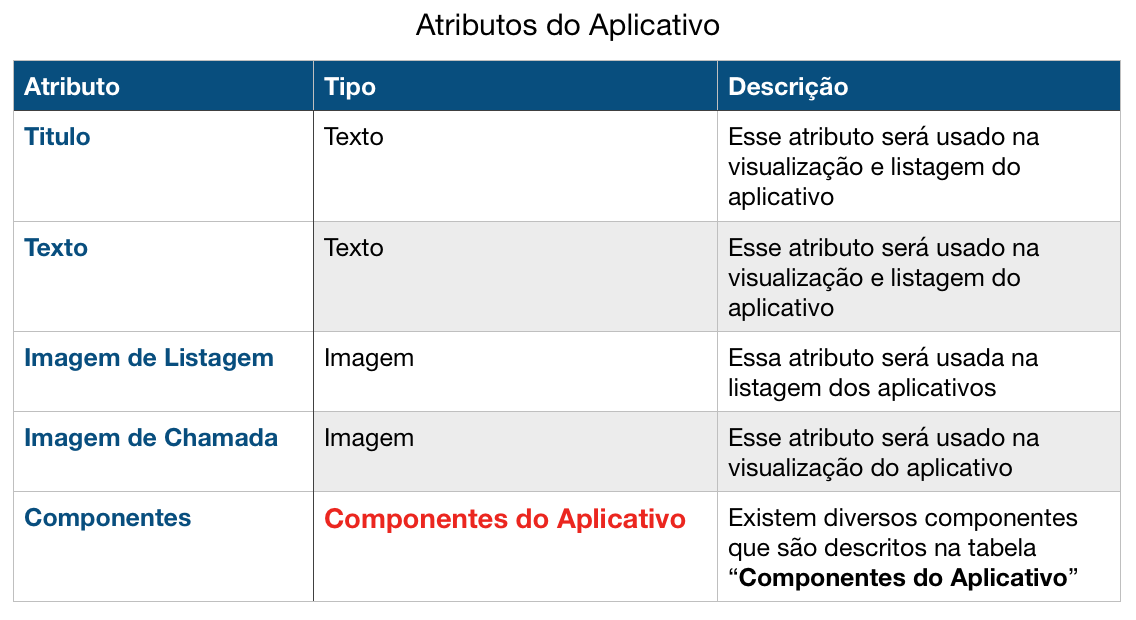 Atributos do Aplicativo
Atributo Tipo Descrição
Titulo Texto Esse atributo será usado na
visualização e listagem do
aplicativo
Texto Texto Esse atributo será usado na
visualização e listagem do
aplicativo
Imagem de Listagem Imagem Essa atributo será usada na
listagem dos aplicativos
Imagem de Chamada Imagem Esse atributo será usado na
visualização do aplicativo
Componentes Componentes do Aplicativo Existem diversos componentes
que são descritos na tabela
“Componentes do Aplicativo”